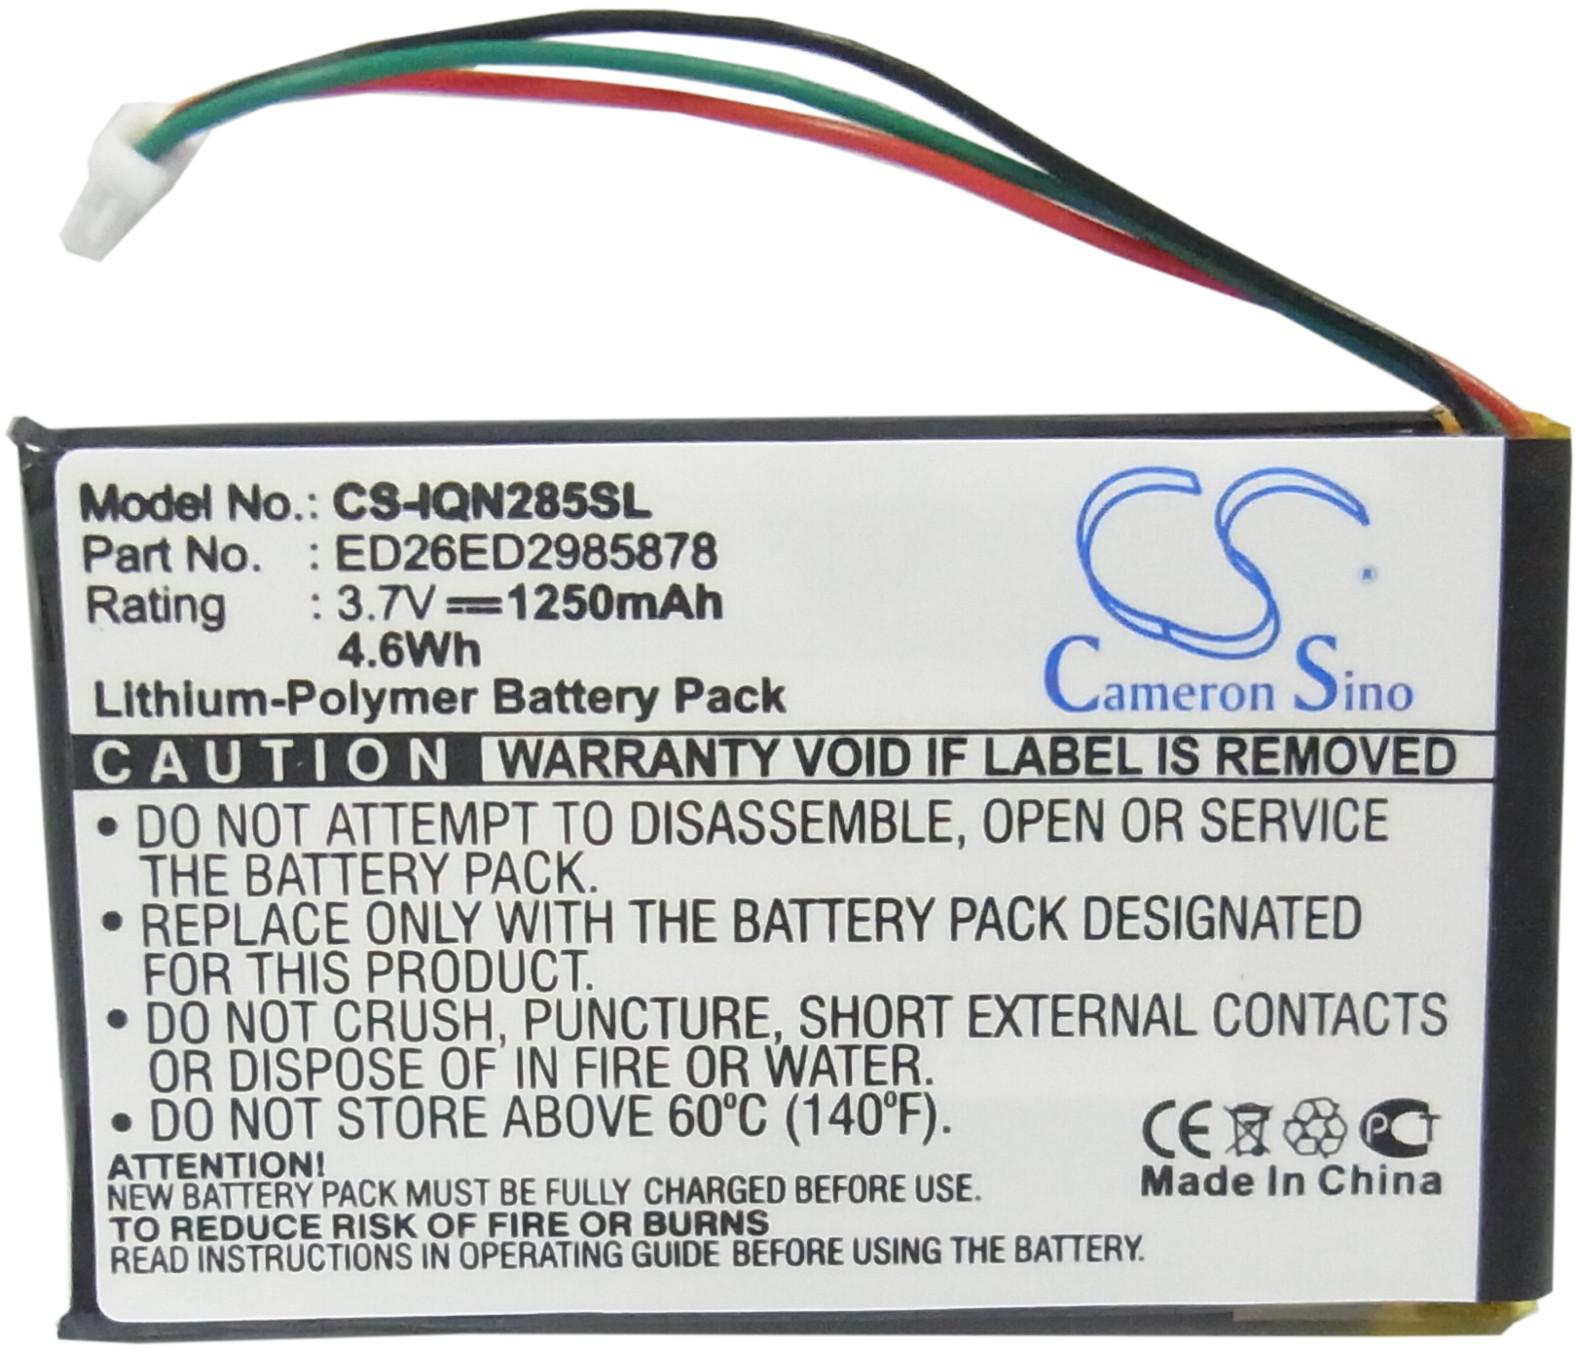 Model No.: CS-IQN285SL
Part No. : ED26ED2985878
Rating : 3.7V 1250mAh
4.6Wh
Lithium-Polymer Battery Pack
CS ®
Cameron Sino
CAUTION WARRANTY VOID IF LABEL IS REMOVED
• DO NOT ATTEMPT TO DISASSEMBLE, OPEN OR SERVICE
THE BATTERY PACK.
• REPLACE ONLY WITH THE BATTERY PACK DESIGNATED
FOR THIS PRODUCT.
• DO NOT CRUSH, PUNCTURE, SHORT EXTERNAL CONTACTS
OR DISPOSE OF IN FIRE OR WATER.
• DO NOT STORE ABOVE 60ºC (140ºF).
ATTENTION!
NEW BATTERY PACK MUST BE FULLY CHARGED BEFORE USE.
TO REDUCE RISK OF FIRE OR BURNS
READ INSTRUCTIONS IN OPERATING GUIDE BEFORE USING THE BATTERY.
CE PCT
Made In China